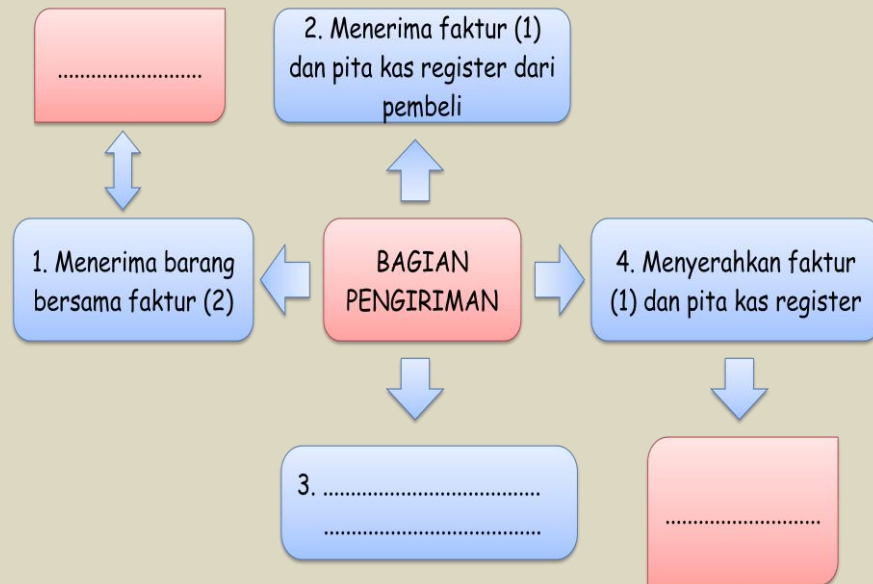 ............................
2. Menerima faktur (1)
dan pita kas register dari
pembeli
1. Menerima barang
bersama faktur (2)
BAGIAN
PENGIRIMAN
4. Menyerahkan faktur
(1) dan pita kas register
3. ..........................................
..........................................
..............................